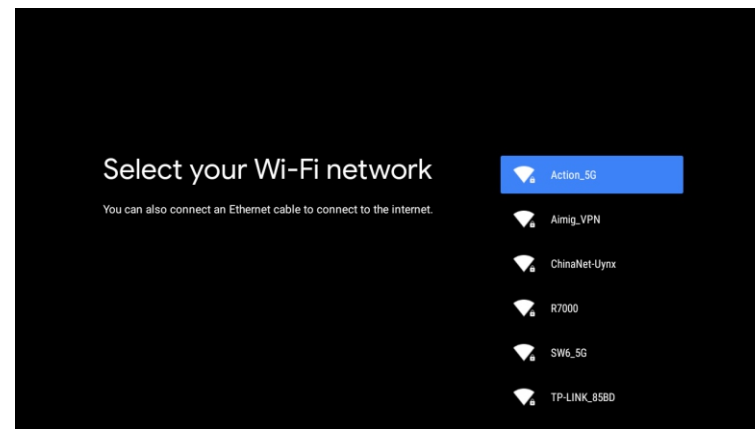 Select your Wi-Fi network
You can also connect an Ethernet cable to connect to the internet.
Action_5G
Aimig_VPN
ChinaNet-Uynx
R7000
SW6_5G
TP-LINK_85BD